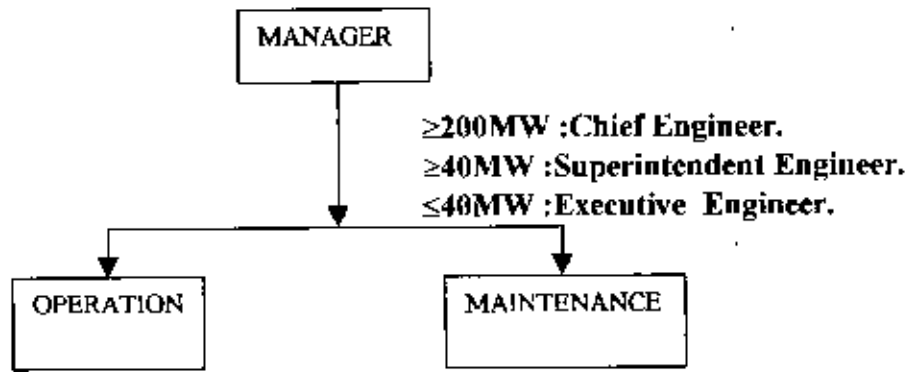 MANAGER
≥200MW :Chief Engineer.
≥40MW :Superintendent Engineer.
≤40MW :Executive Engineer.
OPERATION
MAINTENANCE